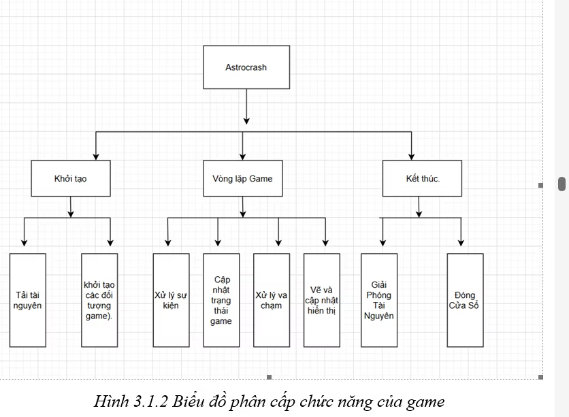 Astrocrash
Khởi tạo
Vòng lặp Game
Kết thúc.
Tải tài
nguyên
khởi tạo
các đối
tượng
game).
Xử lý sự
kiện
Cập
nhật
trạng
thái
game
Xử lý va
chạm
Vẽ và
cập nhật
hiển thị
Giải
Phóng
Tài
Nguyên
Đóng
Cửa Sổ
Hình 3.1.2 Biểu đồ phân cấp chức năng của game